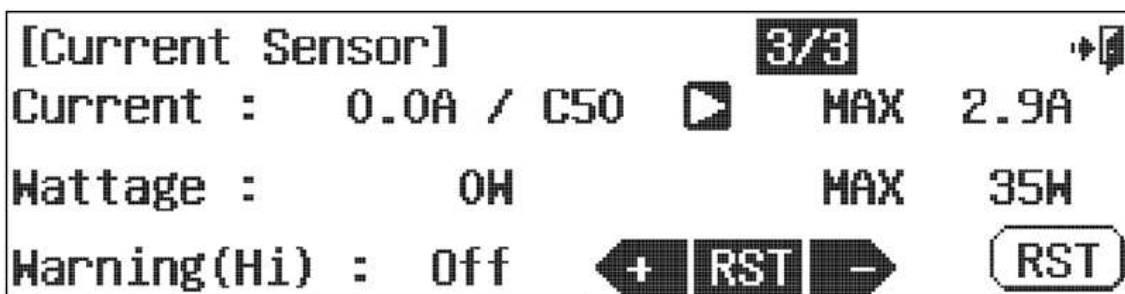 [Current Sensor] 3/3
Current : 0.0A / C50 MAX 2.9A
Wattage : 0W MAX 35W
Warning(Hi) : Off + RST - RST